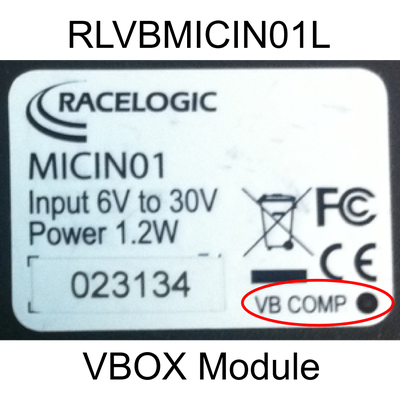 RLVBMICIN01L
RACELOGIC
MICIN01
Input 6V to 30V
Power 1.2W
FC
CE
023134
VB COMP
VBOX Module